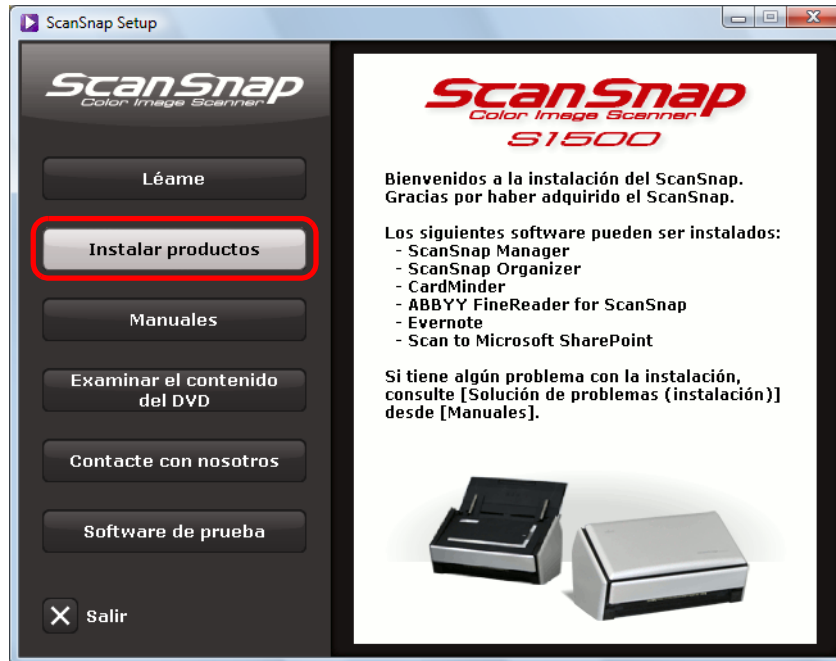 ScanSnap Setup
ScanSnap
Color Image Scanner
Léame
Instalar productos
Manuales
Examinar el contenido
del DVD
Contacte con nosotros
Software de prueba
Salir
ScanSnap
Color Image Scanner
S1500
Bienvenidos a la instalación del ScanSnap.
Gracias por haber adquirido el ScanSnap.
Los siguientes software pueden ser instalados:
- ScanSnap Manager
- ScanSnap Organizer
- CardMinder
- ABBYY FineReader for ScanSnap
- Evernote
- Scan to Microsoft SharePoint
Si tiene algún problema con la instalación,
consulte [Solución de problemas (instalación)]
desde [Manuales].